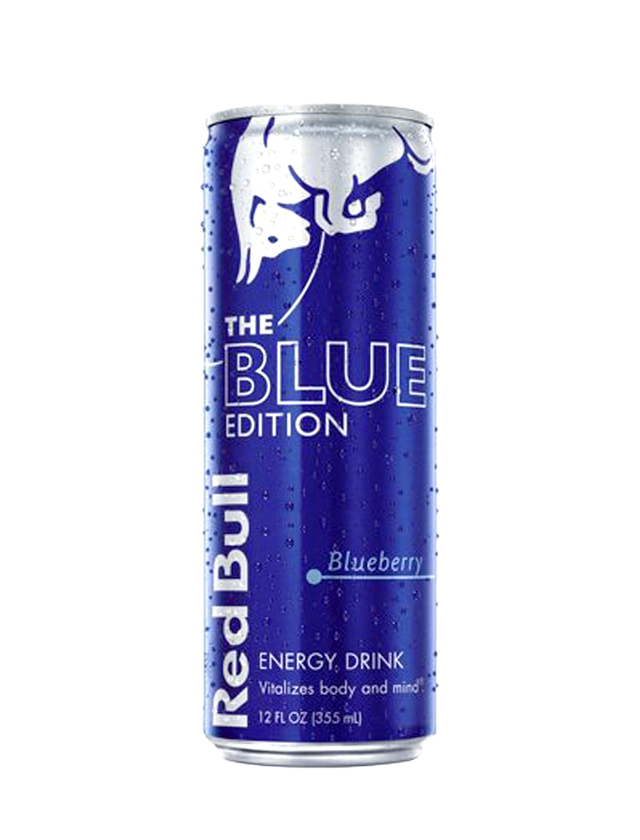 THE
BLUE
EDITION
Red Bull
Blueberry
ENERGY DRINK
Vitalizes body and mind®.
12 FL OZ (355 mL)